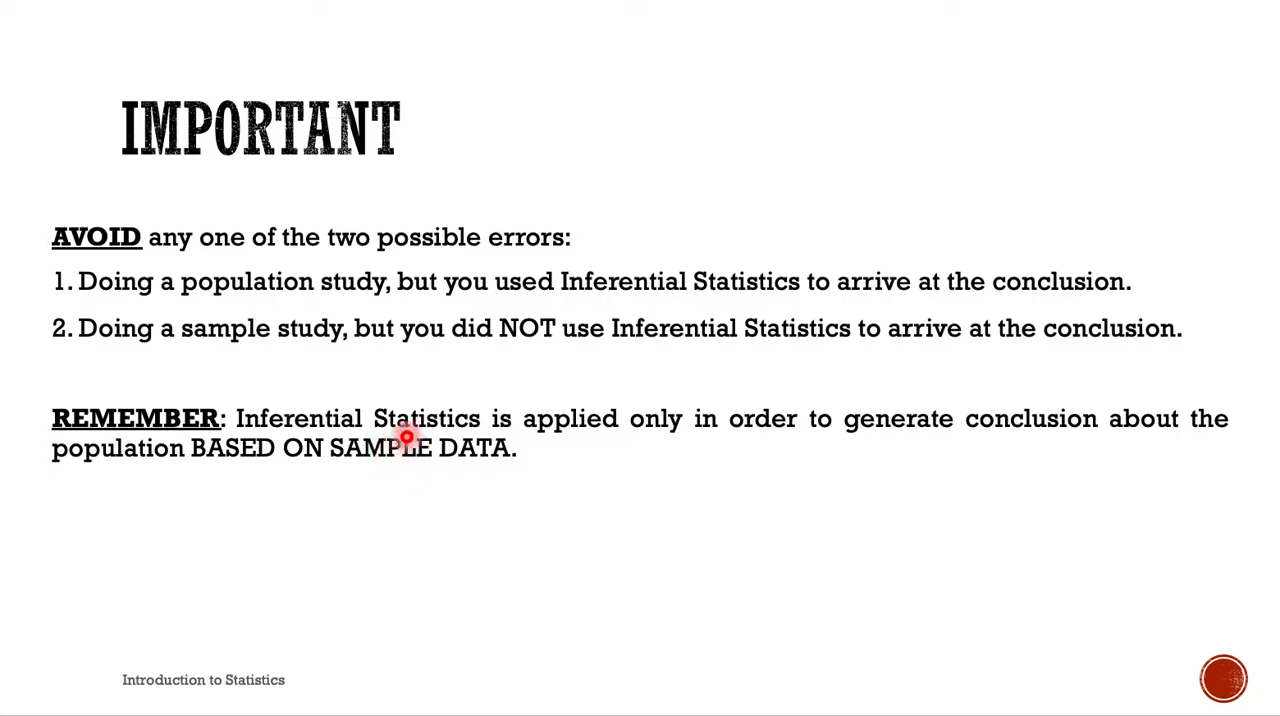 IMPORTANT
AVOID any one of the two possible errors:
1. Doing a population study, but you used Inferential Statistics to arrive at the conclusion.
2. Doing a sample study, but you did NOT use Inferential Statistics to arrive at the conclusion.
REMEMBER: Inferential Statistics is applied only in order to generate conclusion about the
population BASED ON SAMPLE DATA.
Introduction to Statistics